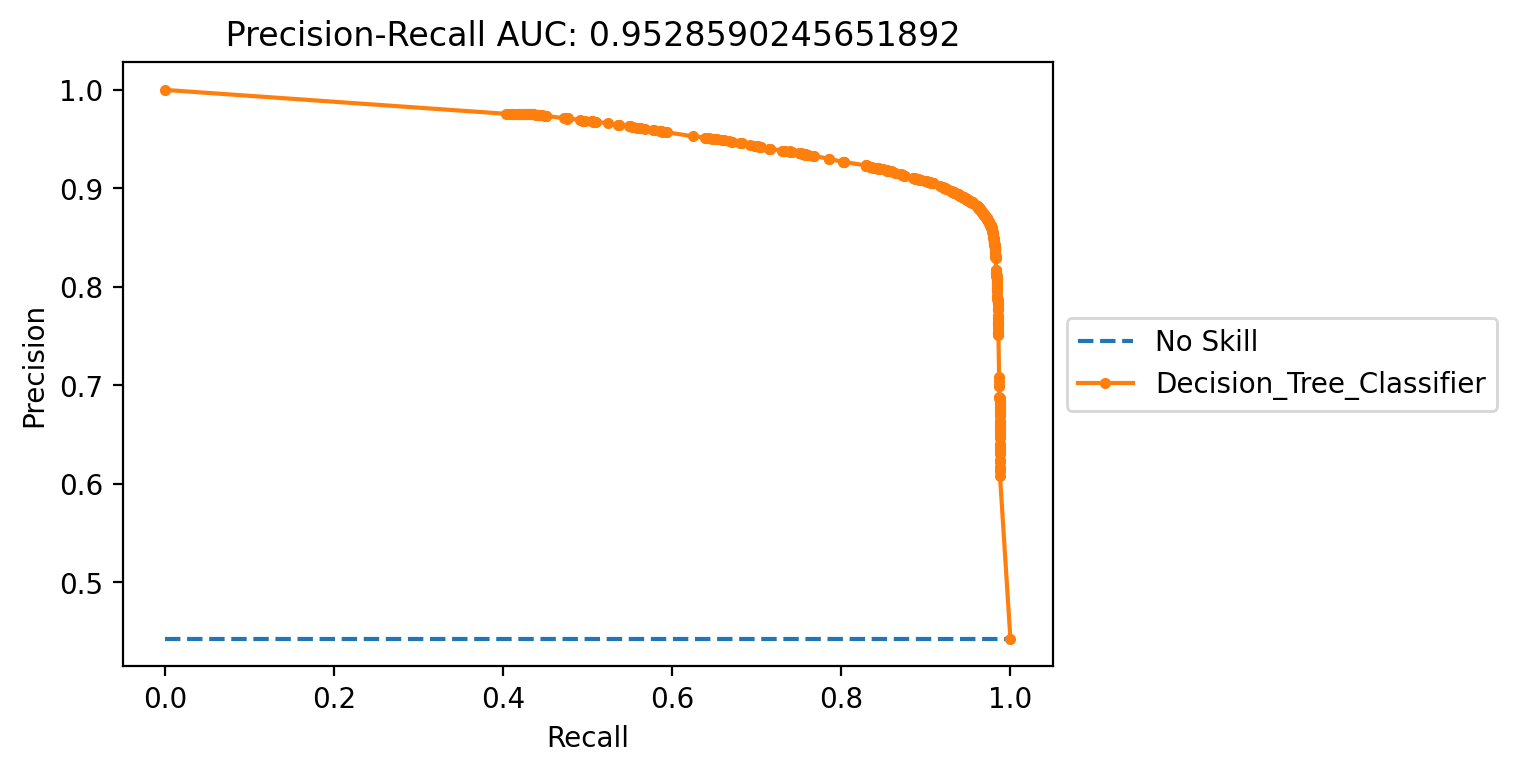 Precision-Recall AUC: 0.9528590245651892
1.0
0.9
0.8
0.7
0.6
0.5
Precision
0.0 0.2 0.4 0.6 0.8 1.0
Recall
No Skill
Decision_Tree_Classifier